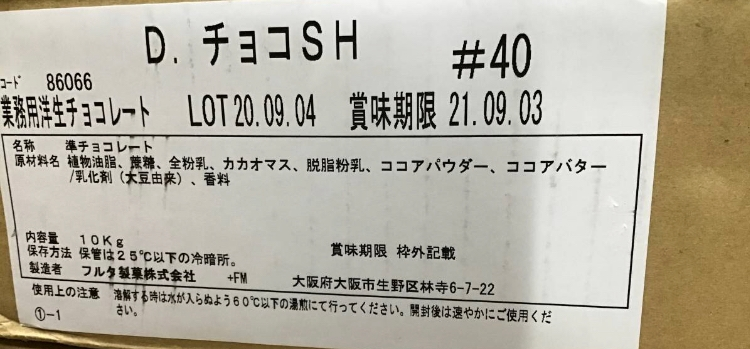 D. チョコSH #40
コード 86066
業務用洋生チョコレート LOT 20.09.04 賞味期限 21.09.03
名称 準チョコレート
原材料名 植物油脂、蔗糖、全粉乳、カカオマス、脱脂粉乳、ココアパウダー、ココアバター
/乳化剤（大豆由来）、香料
内容量 10Kg 賞味期限 枠外記載
保存方法 保管は25℃以下の冷暗所。
製造者 フルタ製菓株式会社 +FM 大阪府大阪市生野区林寺6-7-22
使用上の注意 溶解する時は水が入らぬよう60℃以下の湯煎にて行ってください。開封後は速やかにご使用くだ
さい。
①-1